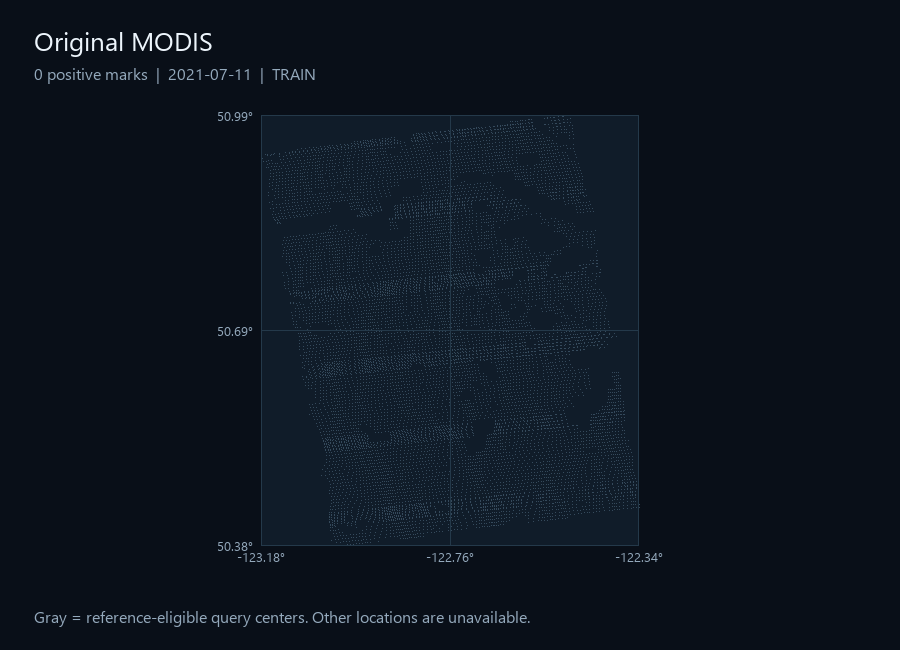 Original MODIS
0 positive marks | 2021-07-11 | TRAIN
50.99°
50.69°
50.38°
-123.18°
-122.76°
-122.34°
Gray = reference-eligible query centers. Other locations are unavailable.